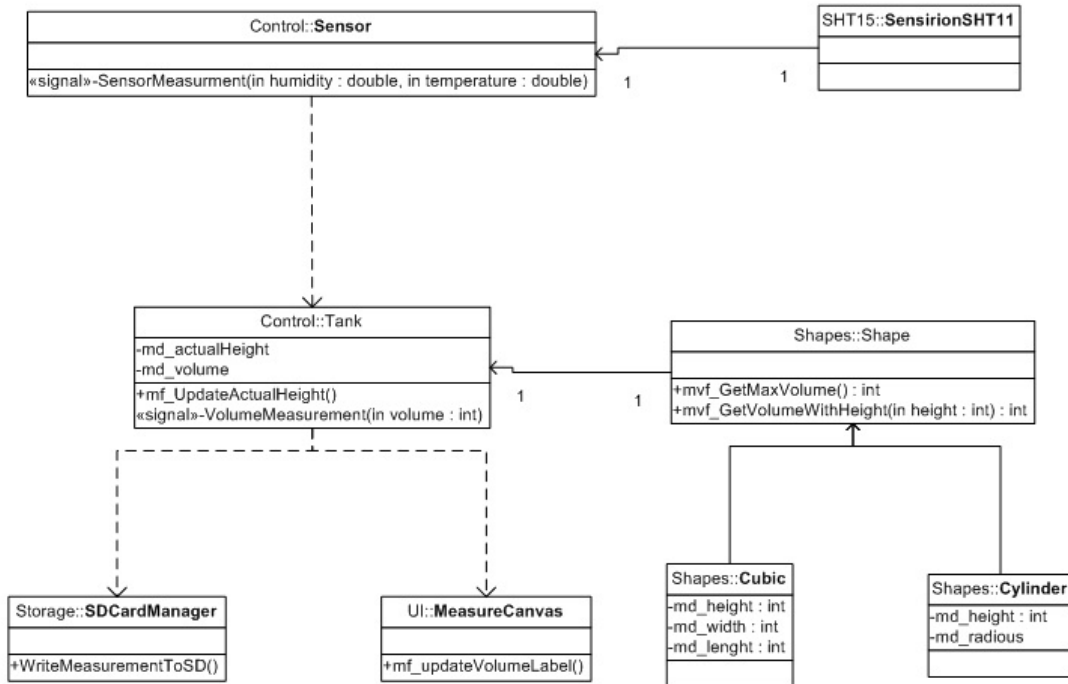 Control::Sensor
«signal»-SensorMeasurment(in humidity : double, in temperature : double)
SHT15::SensirionSHT11
1
1
Control::Tank
-md_actualHeight
-md_volume
+mf_UpdateActualHeight()
«signal»-VolumeMeasurement(in volume : int)
1
1
Shapes::Shape
+mvf_GetMaxVolume() : int
+mvf_GetVolumeWithHeight(in height : int) : int
Storage::SDCardManager
+WriteMeasurementToSD()
UI::MeasureCanvas
+mf_updateVolumeLabel()
Shapes::Cubic
-md_height : int
-md_width : int
-md_lenght : int
Shapes::Cylinder
-md_height : int
-md_radious